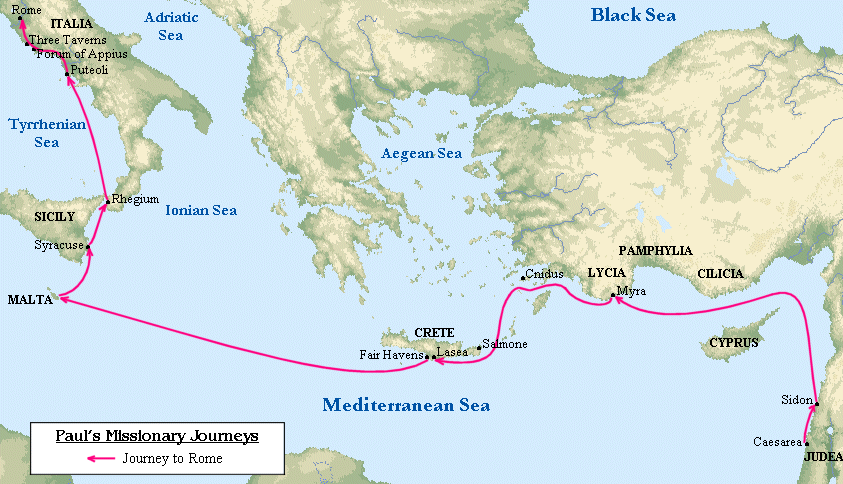 Rome
ITALIA
Adriatic
Sea
Black Sea
Three Taverns
Forum of Appius
Puteoli
Tyrrhenian
Sea
Aegean Sea
Rhegium
Ionian Sea
SICILY
Syracuse
MALTA
Cnidus
LYCIA
PAMPHYLIA
CILICIA
Myra
CRETE
Salmone
Fair Havens
Lasea
CYPRUS
Mediterranean Sea
Sidon
Caesarea
JUDEA
Paul's Missionary Journeys
Journey to Rome